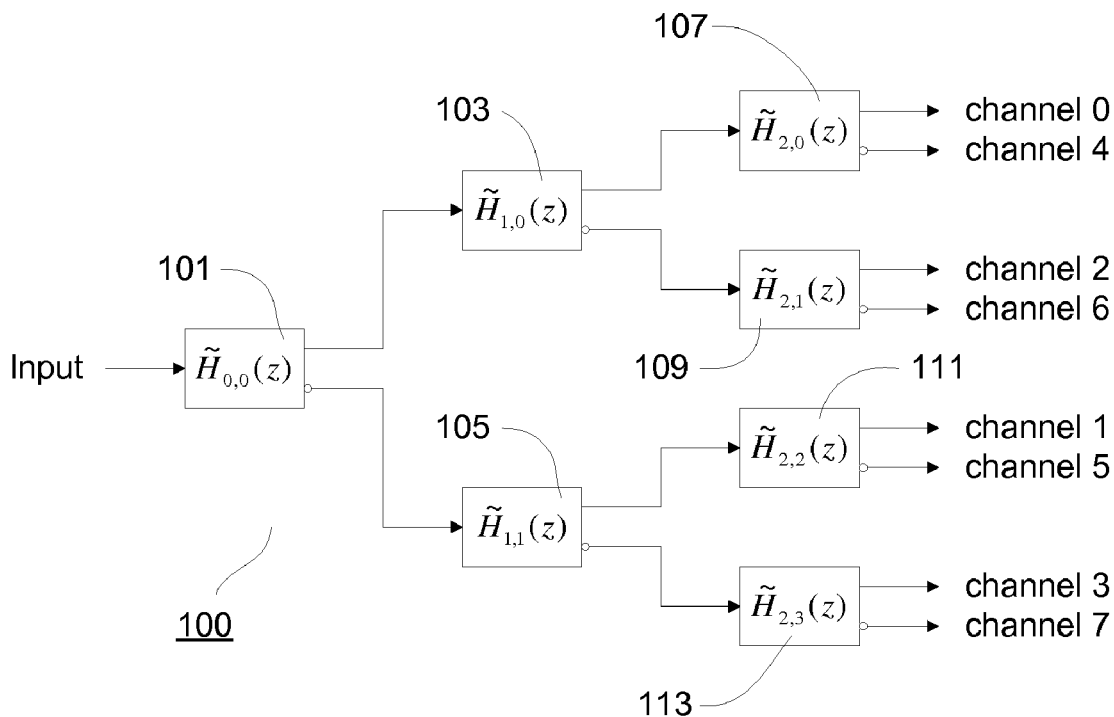 107
channel 0
H̃₂,₀(z)
channel 4
103
H̃₁,₀(z)
101
channel 2
H̃₂,₁(z)
channel 6
Input
H̃₀,₀(z)
109
111
105
channel 1
H̃₂,₂(z)
channel 5
H̃₁,₁(z)
channel 3
H̃₂,₃(z)
100
channel 7
113